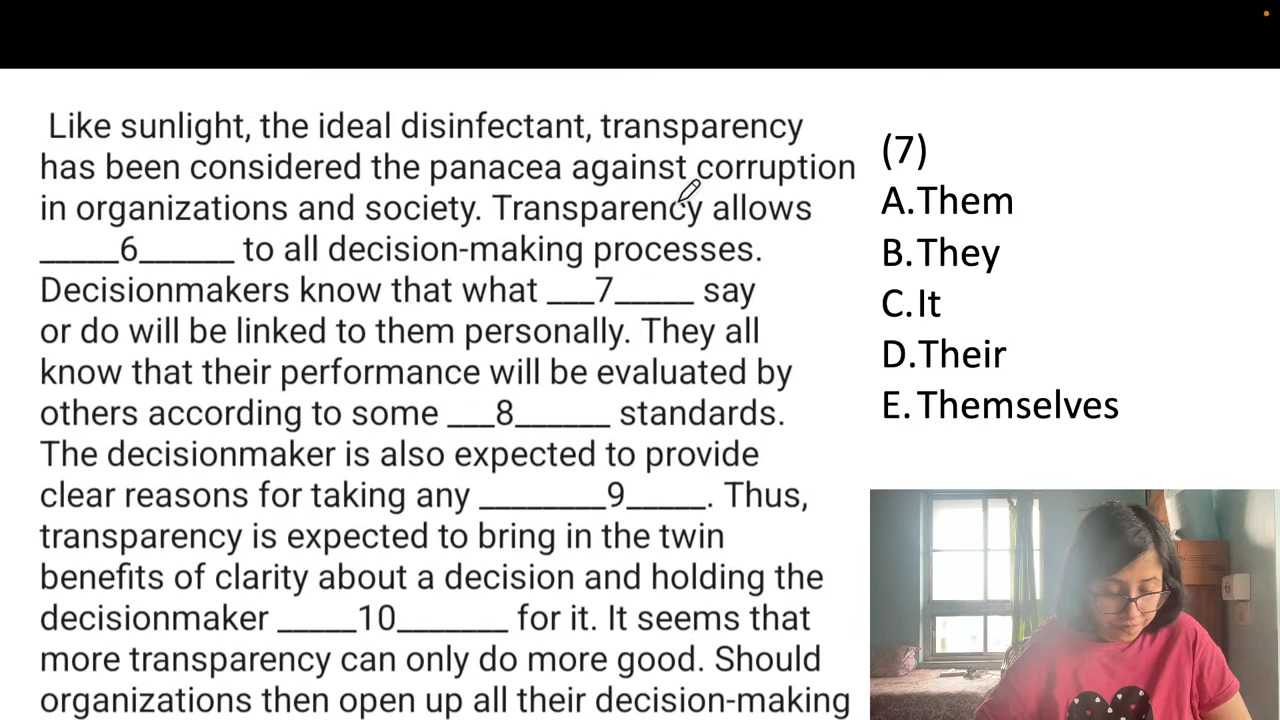 Like sunlight, the ideal disinfectant, transparency
has been considered the panacea against corruption
in organizations and society. Transparency allows
_____6______ to all decision-making processes.
Decisionmakers know that what ___7_____ say
or do will be linked to them personally. They all
know that their performance will be evaluated by
others according to some ___8______ standards.
The decisionmaker is also expected to provide
clear reasons for taking any ________9_____. Thus,
transparency is expected to bring in the twin
benefits of clarity about a decision and holding the
decisionmaker _____10_______ for it. It seems that
more transparency can only do more good. Should
organizations then open up all their decision-making
(7)
A.Them
B.They
C.It
D.Their
E.Themselves